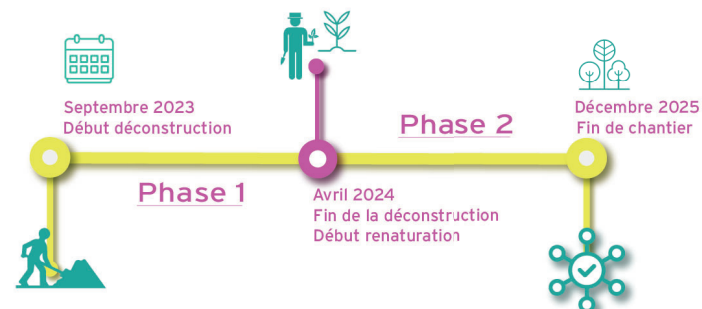 Septembre 2023
Début déconstruction
Phase 1
Avril 2024
Fin de la déconstruction
Début renaturation
Phase 2
Décembre 2025
Fin de chantier